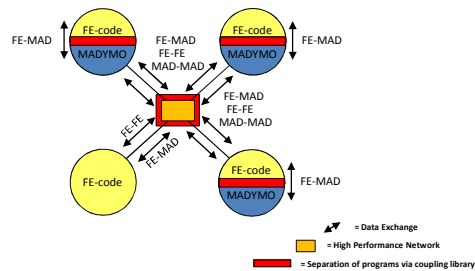 FE-code
MADYMO
FE-MAD
FE-MAD
FE-FE
MAD-MAD
FE-code
MADYMO
FE-MAD
FE-MAD
FE-FE
MAD-MAD
FE-FE
FE-MAD
FE-code
FE-code
MADYMO
FE-MAD
= Data Exchange
= High Performance Network
= Separation of programs via coupling library